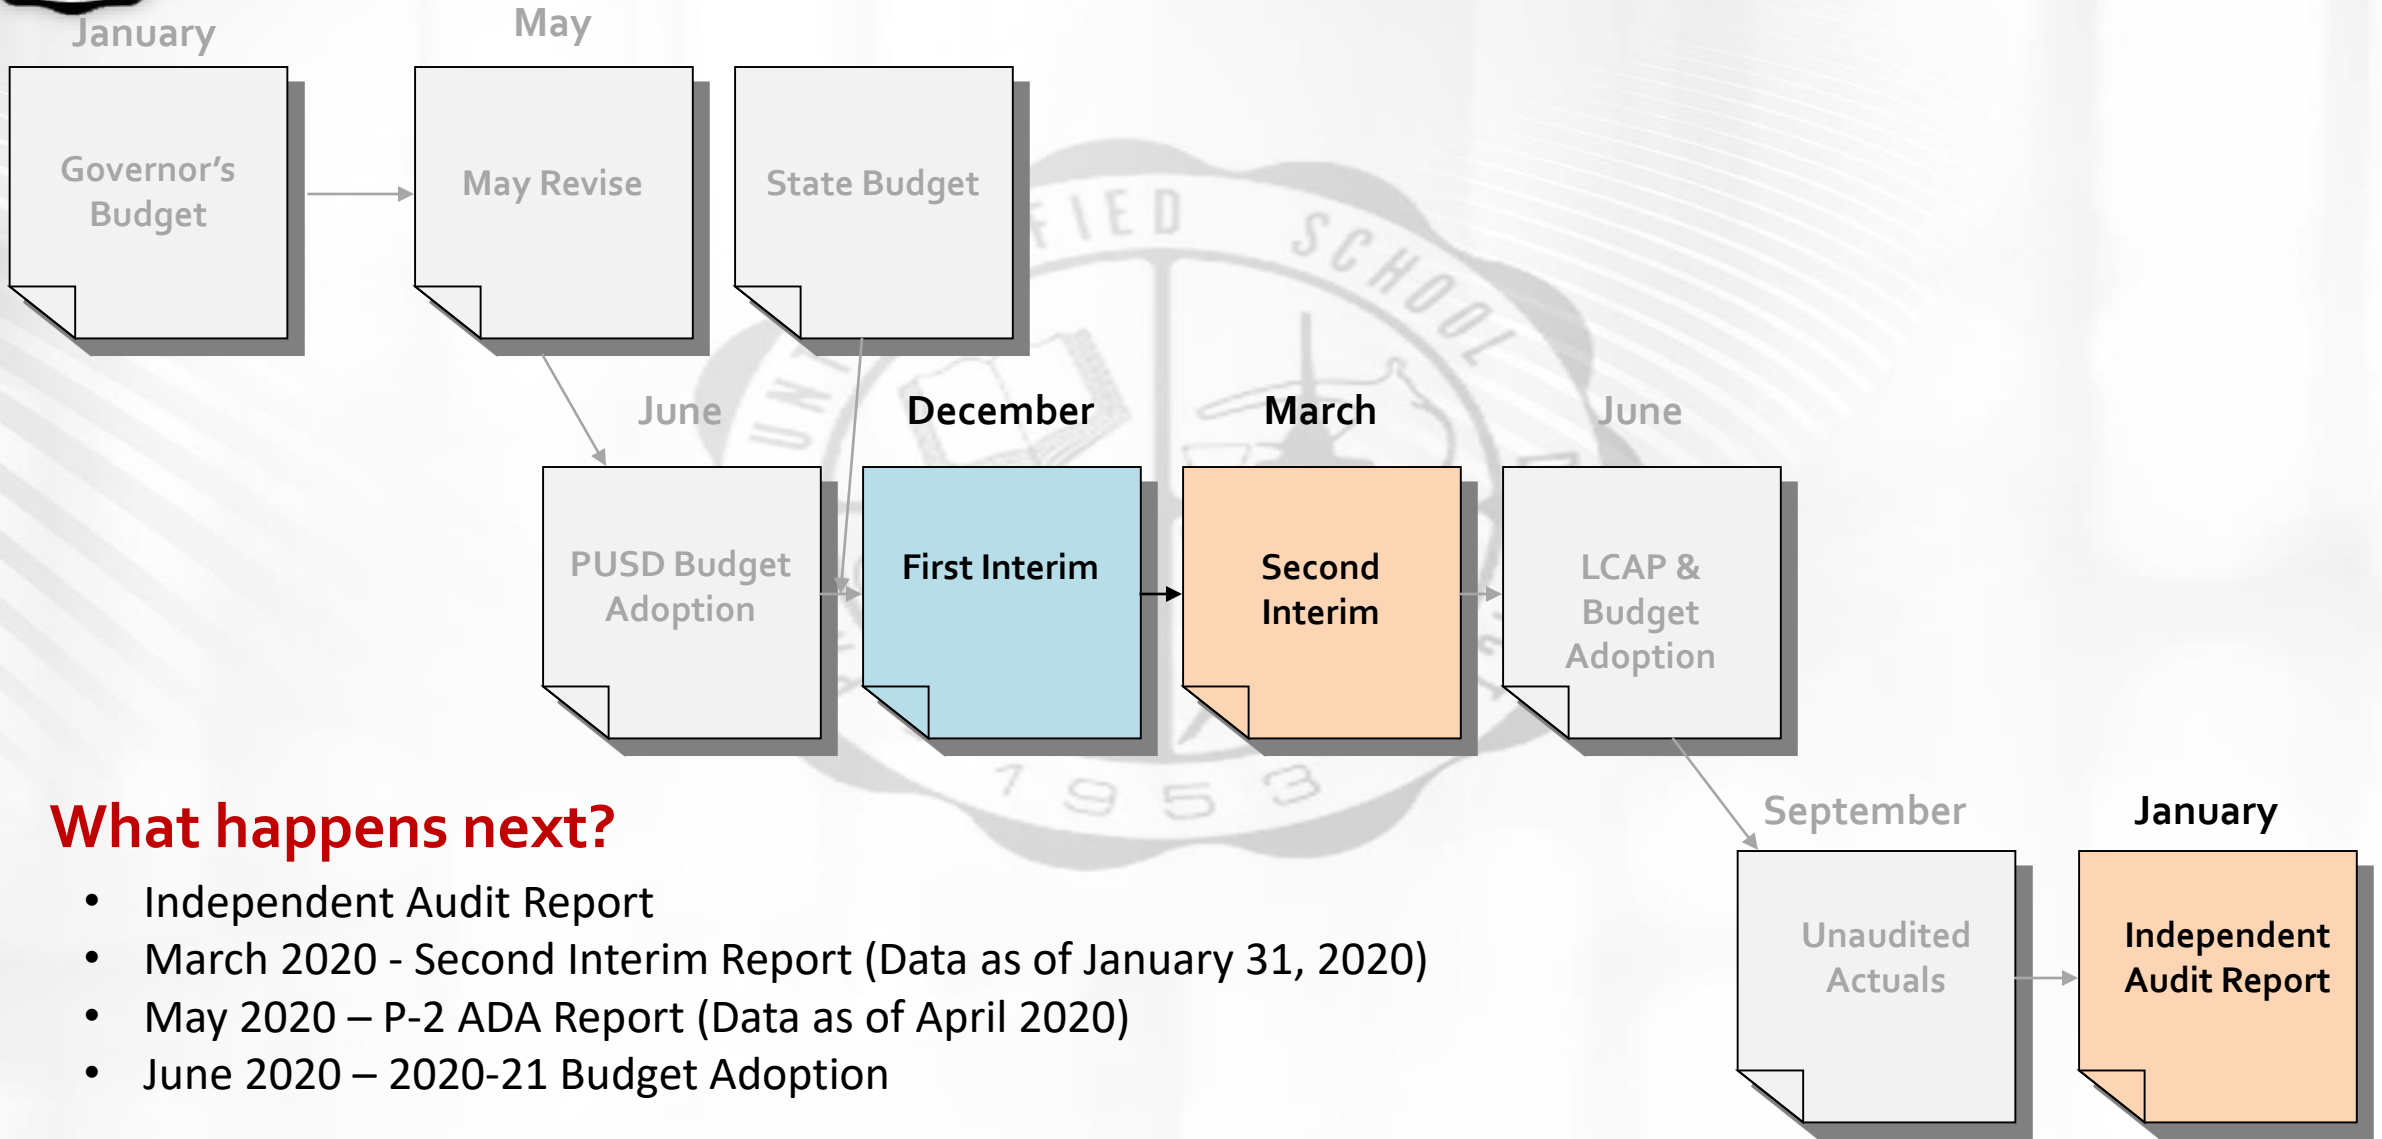 January
May
Governor's
Budget
May Revise
State Budget
UNIFIED SCHOOL
June
December
March
June
PUSD Budget
Adoption
First Interim
Second
Interim
LCAP &
Budget
Adoption
1953
What happens next?
September
January
• Independent Audit Report
• March 2020 - Second Interim Report (Data as of January 31, 2020)
• May 2020 – P-2 ADA Report (Data as of April 2020)
• June 2020 – 2020-21 Budget Adoption
Unaudited
Actuals
Independent
Audit Report